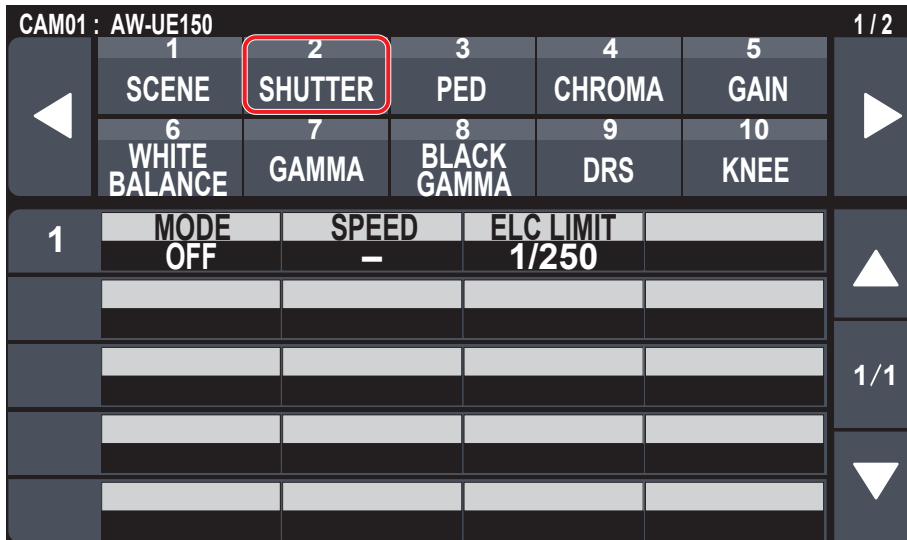 CAM01 : AW-UE150 1 / 2
1 2 3 4 5
SCENE SHUTTER PED CHROMA GAIN
6 7 8 9 10
WHITE BALANCE GAMMA BLACK GAMMA DRS KNEE
1 MODE SPEED ELC LIMIT
OFF – 1/250
1/1